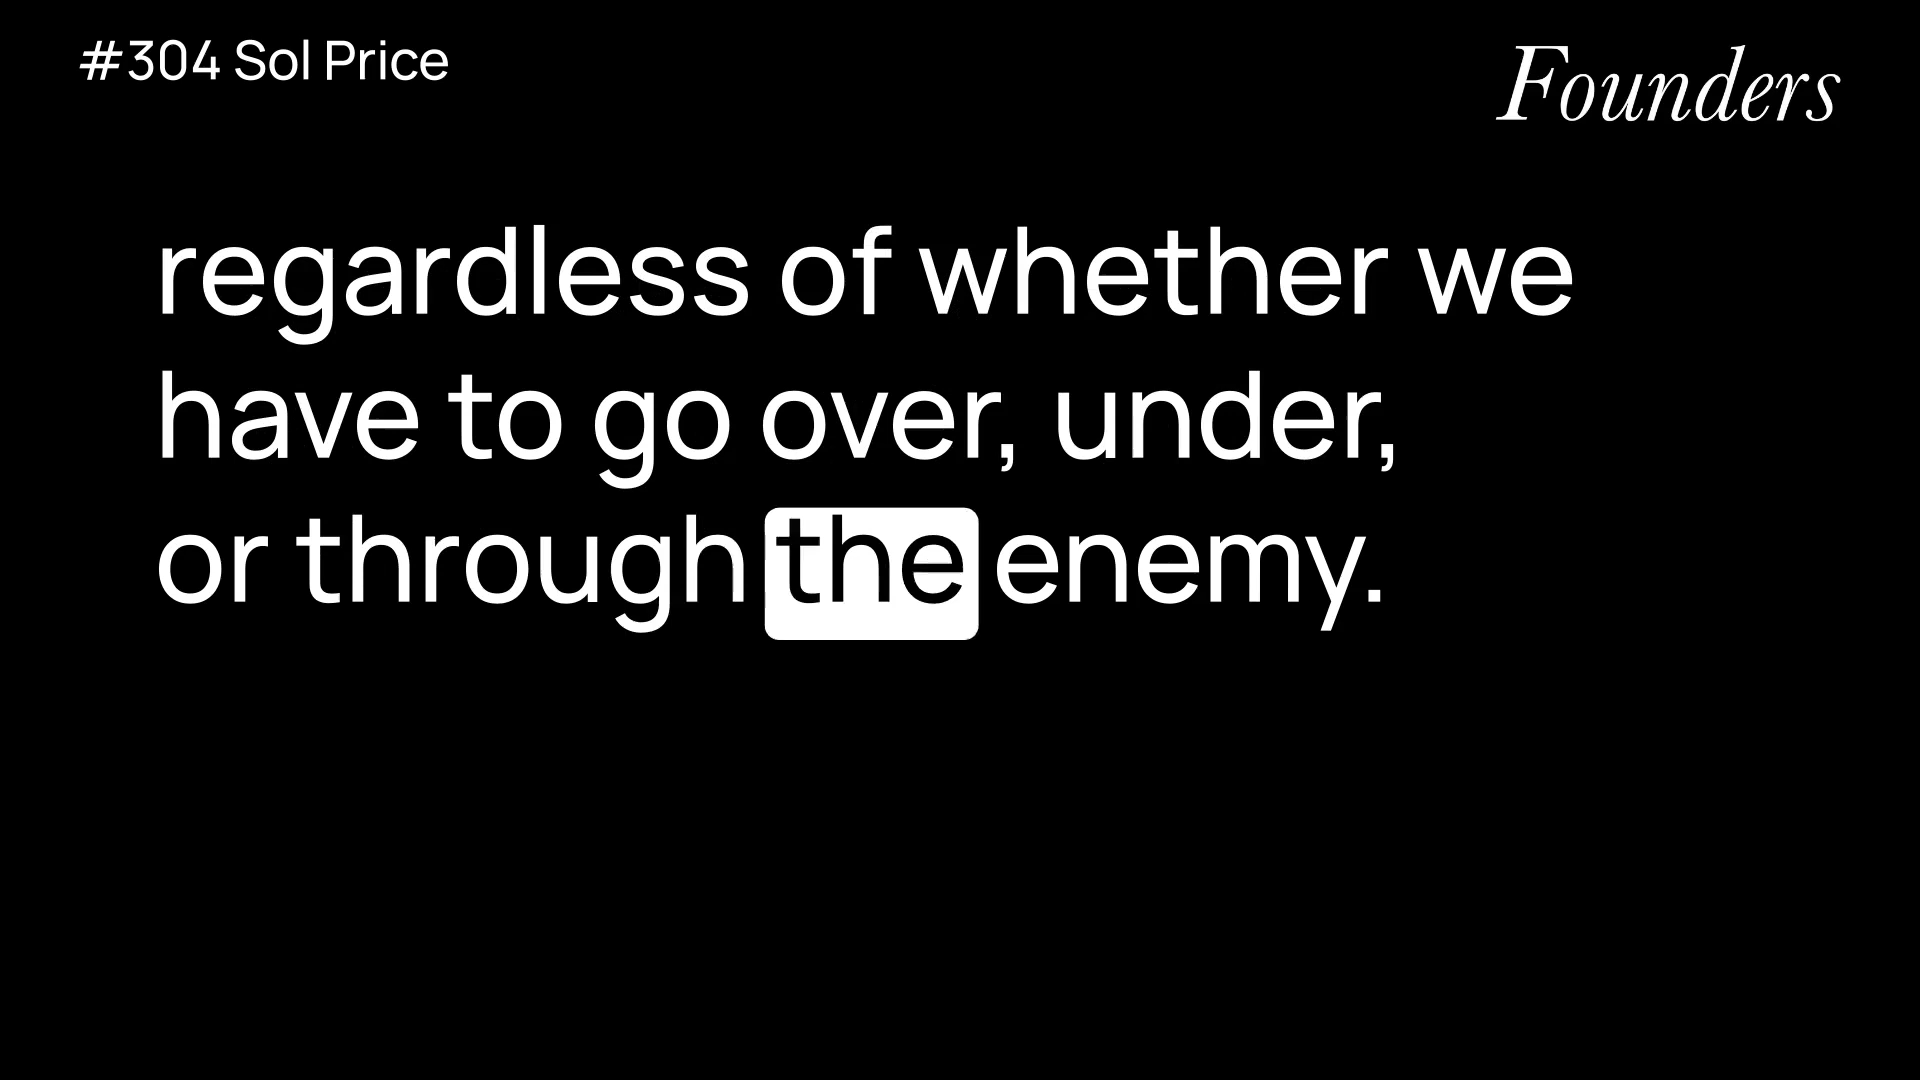 #304 Sol Price
Founders
regardless of whether we
have to go over, under,
or through the enemy.